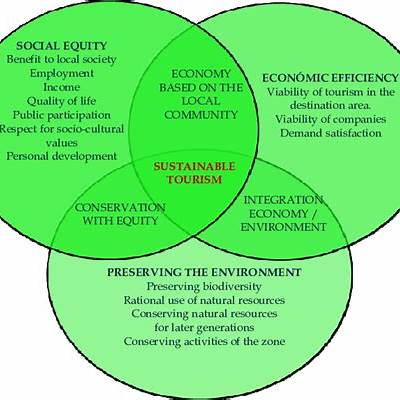 SOCIAL EQUITY
Benefit to local society
Employment
Income
Quality of life
Public participation
Respect for socio-cultural
values
Personal development
ECONOMY
BASED ON THE
LOCAL
COMMUNITY
ECONÓMIC EFFICIENCY
Viability of tourism in the
destination area.
Viability of companies
Demand satisfaction
SUSTAINABLE
TOURISM
CONSERVATION
WITH EQUITY
INTEGRATION
ECONOMY /
ENVIRONMENT
PRESERVING THE ENVIRONMENT
Preserving biodiversity
Rational use of natural resources
Conserving natural resources
for later generations
Conserving activities of the zone